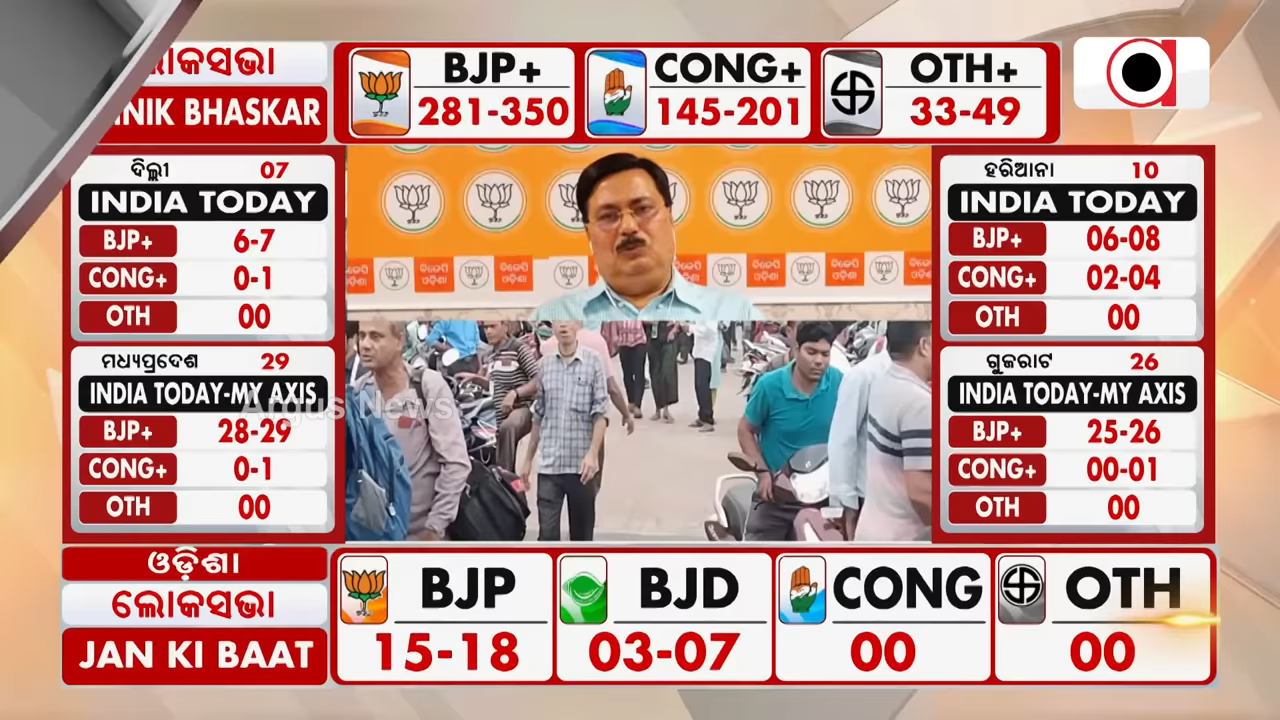 ଲୋକସଭା
BJP+
CONG+
OTH+
BHASKAR
281-350
145-201
33-49
ଦିଲ୍ଲୀ 07
INDIA TODAY
BJP+ 6-7
CONG+ 0-1
OTH 00
ମଧ୍ୟପ୍ରଦେଶ 29
INDIA TODAY-MY AXIS
BJP+ 28-29
CONG+ 0-1
OTH 00
Argus News
ବିଜେପି ଓଡ଼ିଶା
ହରିଆନା 10
INDIA TODAY
BJP+ 06-08
CONG+ 02-04
OTH 00
ଗୁଜରାଟ 26
INDIA TODAY-MY AXIS
BJP+ 25-26
CONG+ 00-01
OTH 00
ଓଡ଼ିଶା
ଲୋକସଭା
JAN KI BAAT
BJP
BJD
CONG
OTH
15-18
03-07
00
00